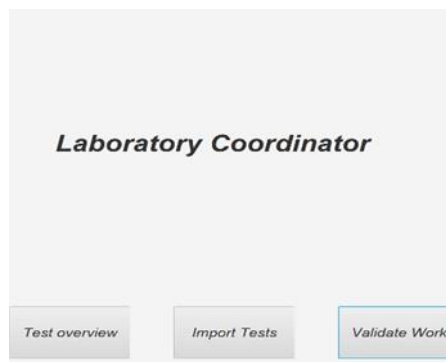 Laboratory Coordinator
Test overview
Import Tests
Validate Work